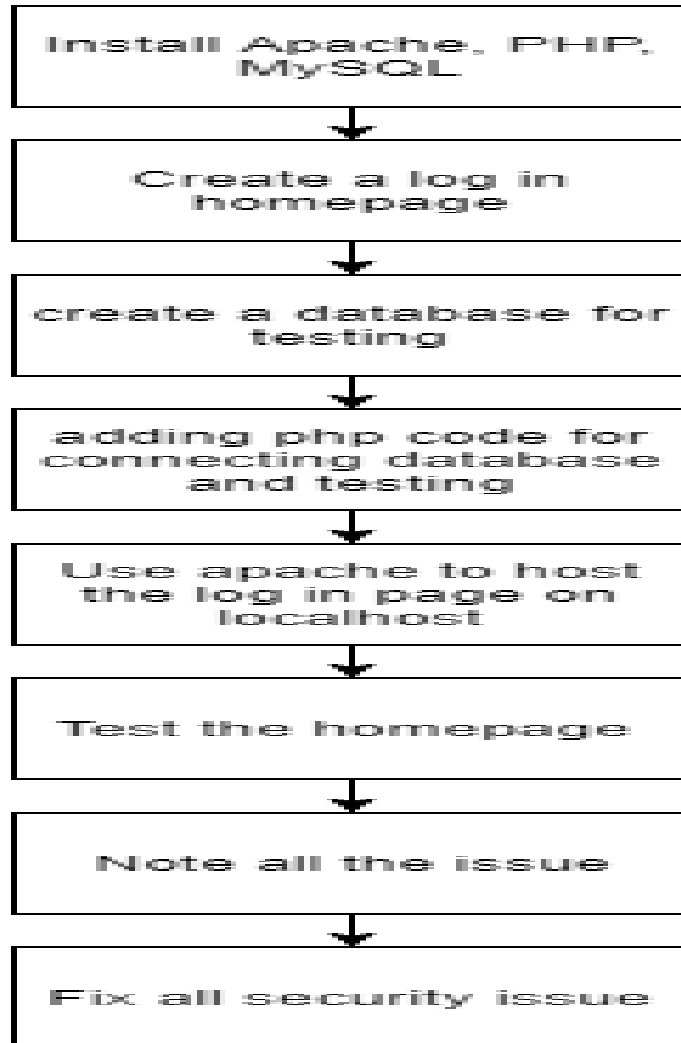 Install Apache, PHP,
MySQL
Create a log in
homepage
create a database for
testing
adding php code for
connecting database
and testing
Use apache to host
the log in page on
localhost
Test the homepage
Note all the issue
Fix all security issue